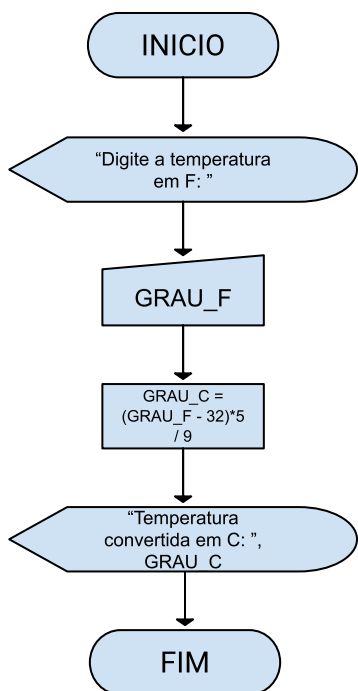 INICIO
“Digite a temperatura
em F: ”
GRAU_F
GRAU_C =
(GRAU_F - 32)*5
/ 9
“Temperatura
convertida em C: ”,
GRAU_C
FIM